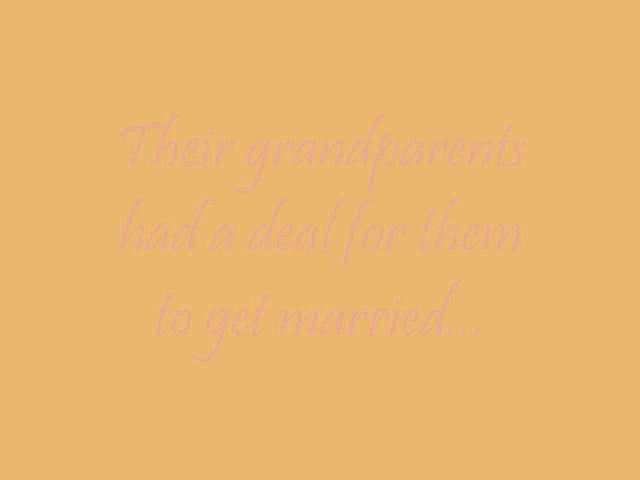 Their grandparents
had a deal for them
to get married...